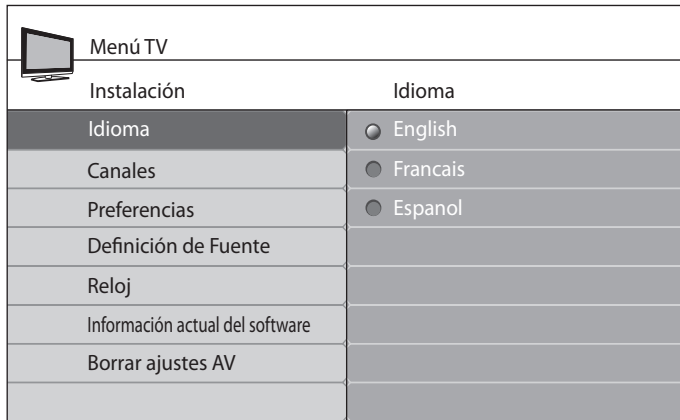 Menú TV
Instalación Idioma
Idioma English
Canales Francais
Preferencias Espanol
Definición de Fuente
Reloj
Información actual del software
Borrar ajustes AV